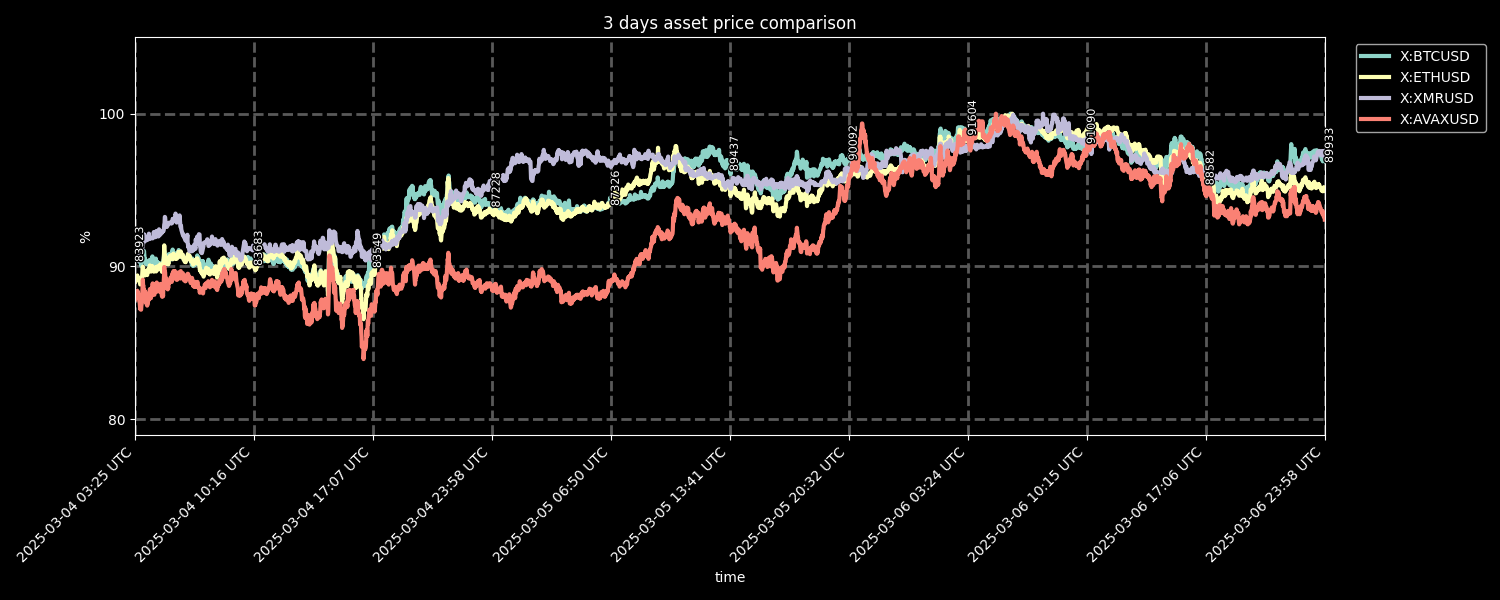 3 days asset price comparison
X:BTCUSD
X:ETHUSD
X:XMRUSD
X:AVAXUSD
100
90
80
%
83923
83683
83549
87228
87326
89437
90092
91604
91090
88582
89933
2025-03-04 03:25 UTC
2025-03-04 10:16 UTC
2025-03-04 17:07 UTC
2025-03-04 23:58 UTC
2025-03-05 06:50 UTC
2025-03-05 13:41 UTC
2025-03-05 20:32 UTC
2025-03-06 03:24 UTC
2025-03-06 10:15 UTC
2025-03-06 17:06 UTC
2025-03-06 23:58 UTC
time